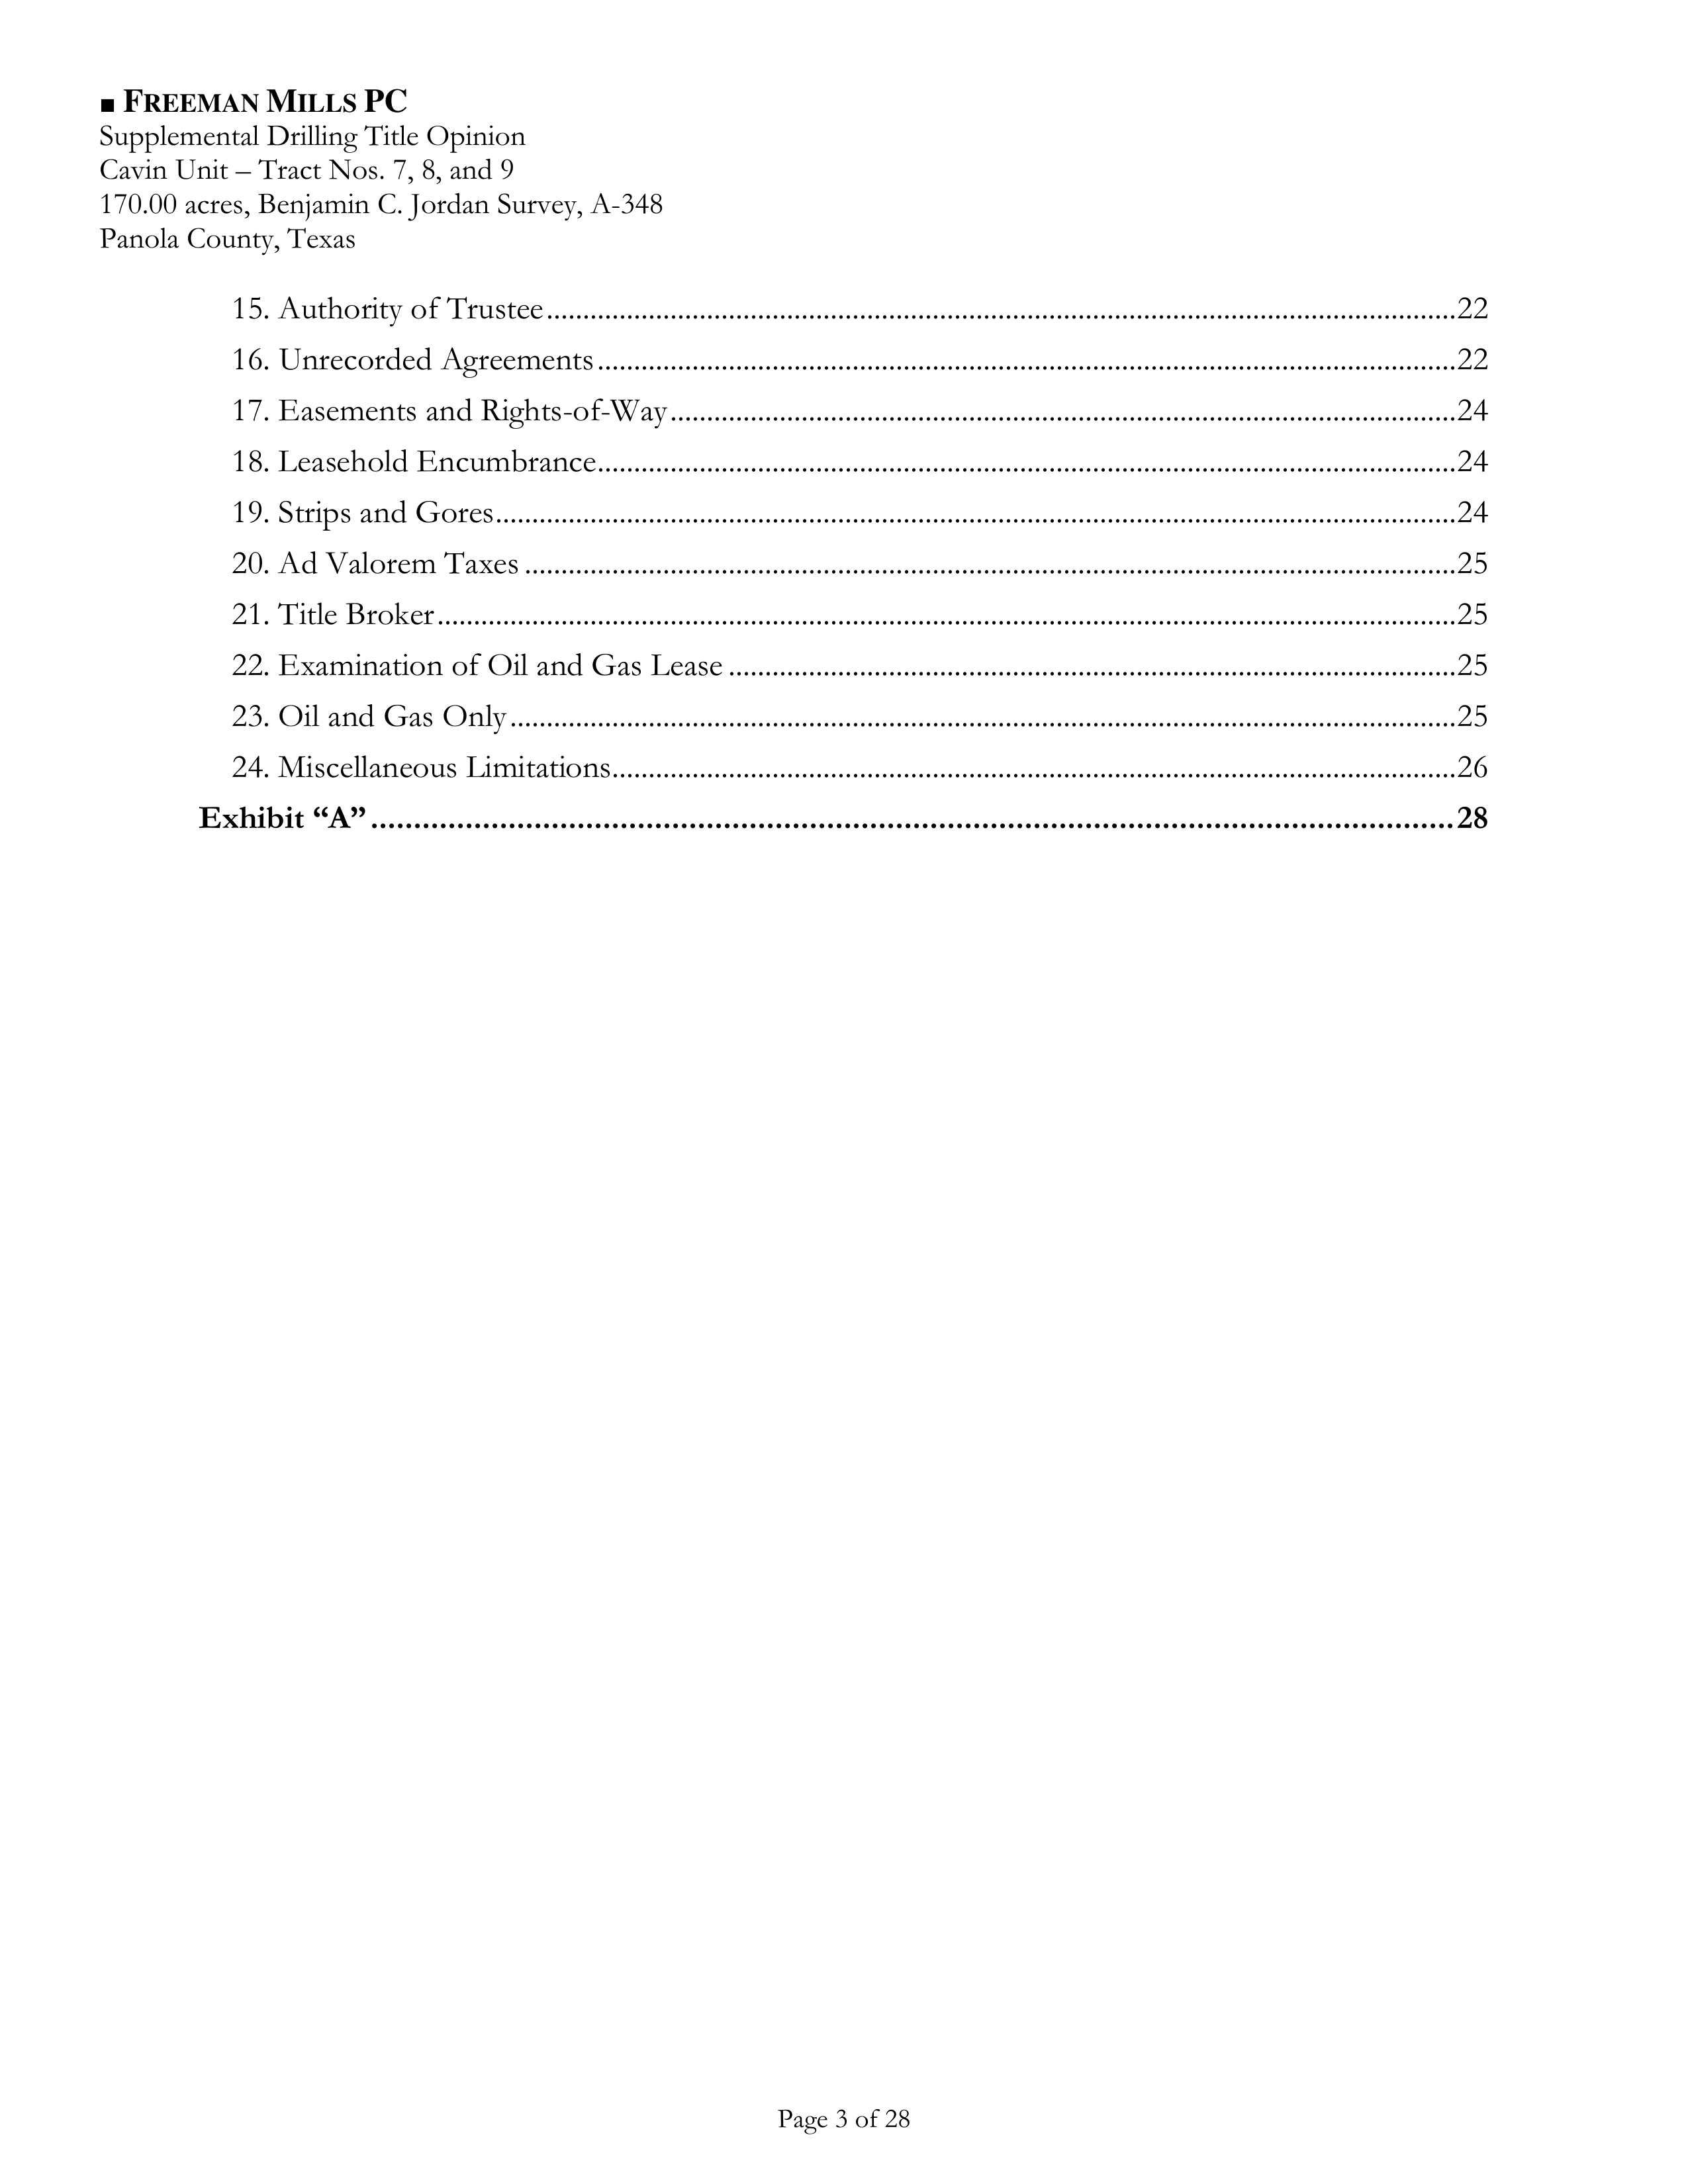 ■ FREEMAN MILLS PC
Supplemental Drilling Title Opinion
Cavin Unit – Tract Nos. 7, 8, and 9
170.00 acres, Benjamin C. Jordan Survey, A-348
Panola County, Texas
15. Authority of Trustee....................22
16. Unrecorded Agreements....................22
17. Easements and Rights-of-Way....................24
18. Leasehold Encumbrance....................24
19. Strips and Gores....................24
20. Ad Valorem Taxes....................25
21. Title Broker....................25
22. Examination of Oil and Gas Lease....................25
23. Oil and Gas Only....................25
24. Miscellaneous Limitations....................26
Exhibit “A”....................28
Page 3 of 28